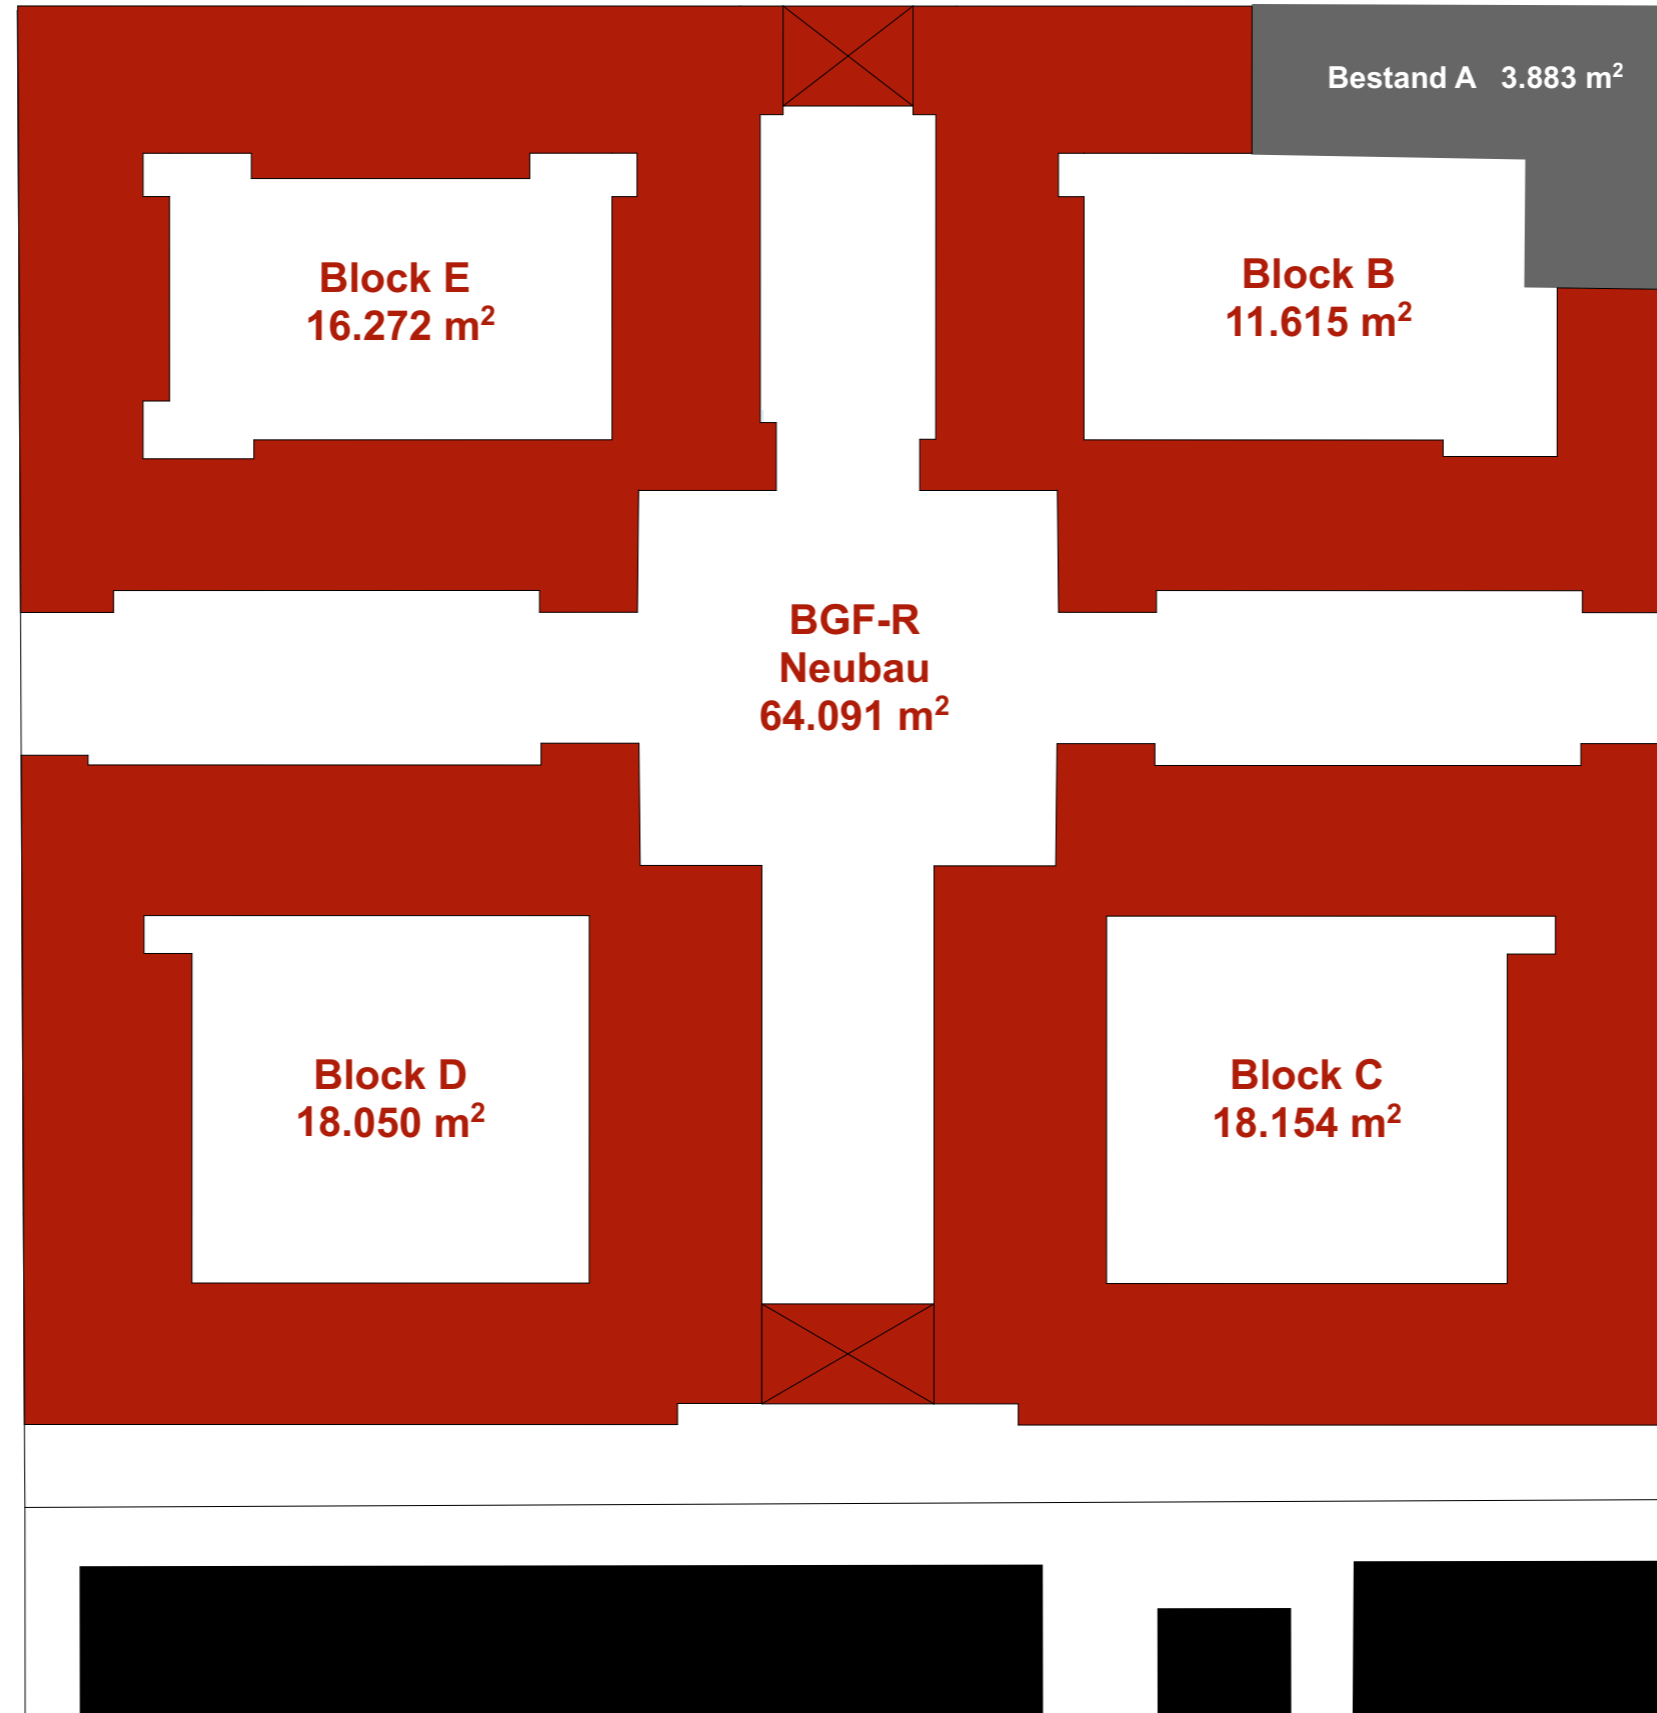 Bestand A 3.883 m²
Block E
16.272 m²
Block B
11.615 m²
BGF-R
Neubau
64.091 m²
Block D
18.050 m²
Block C
18.154 m²